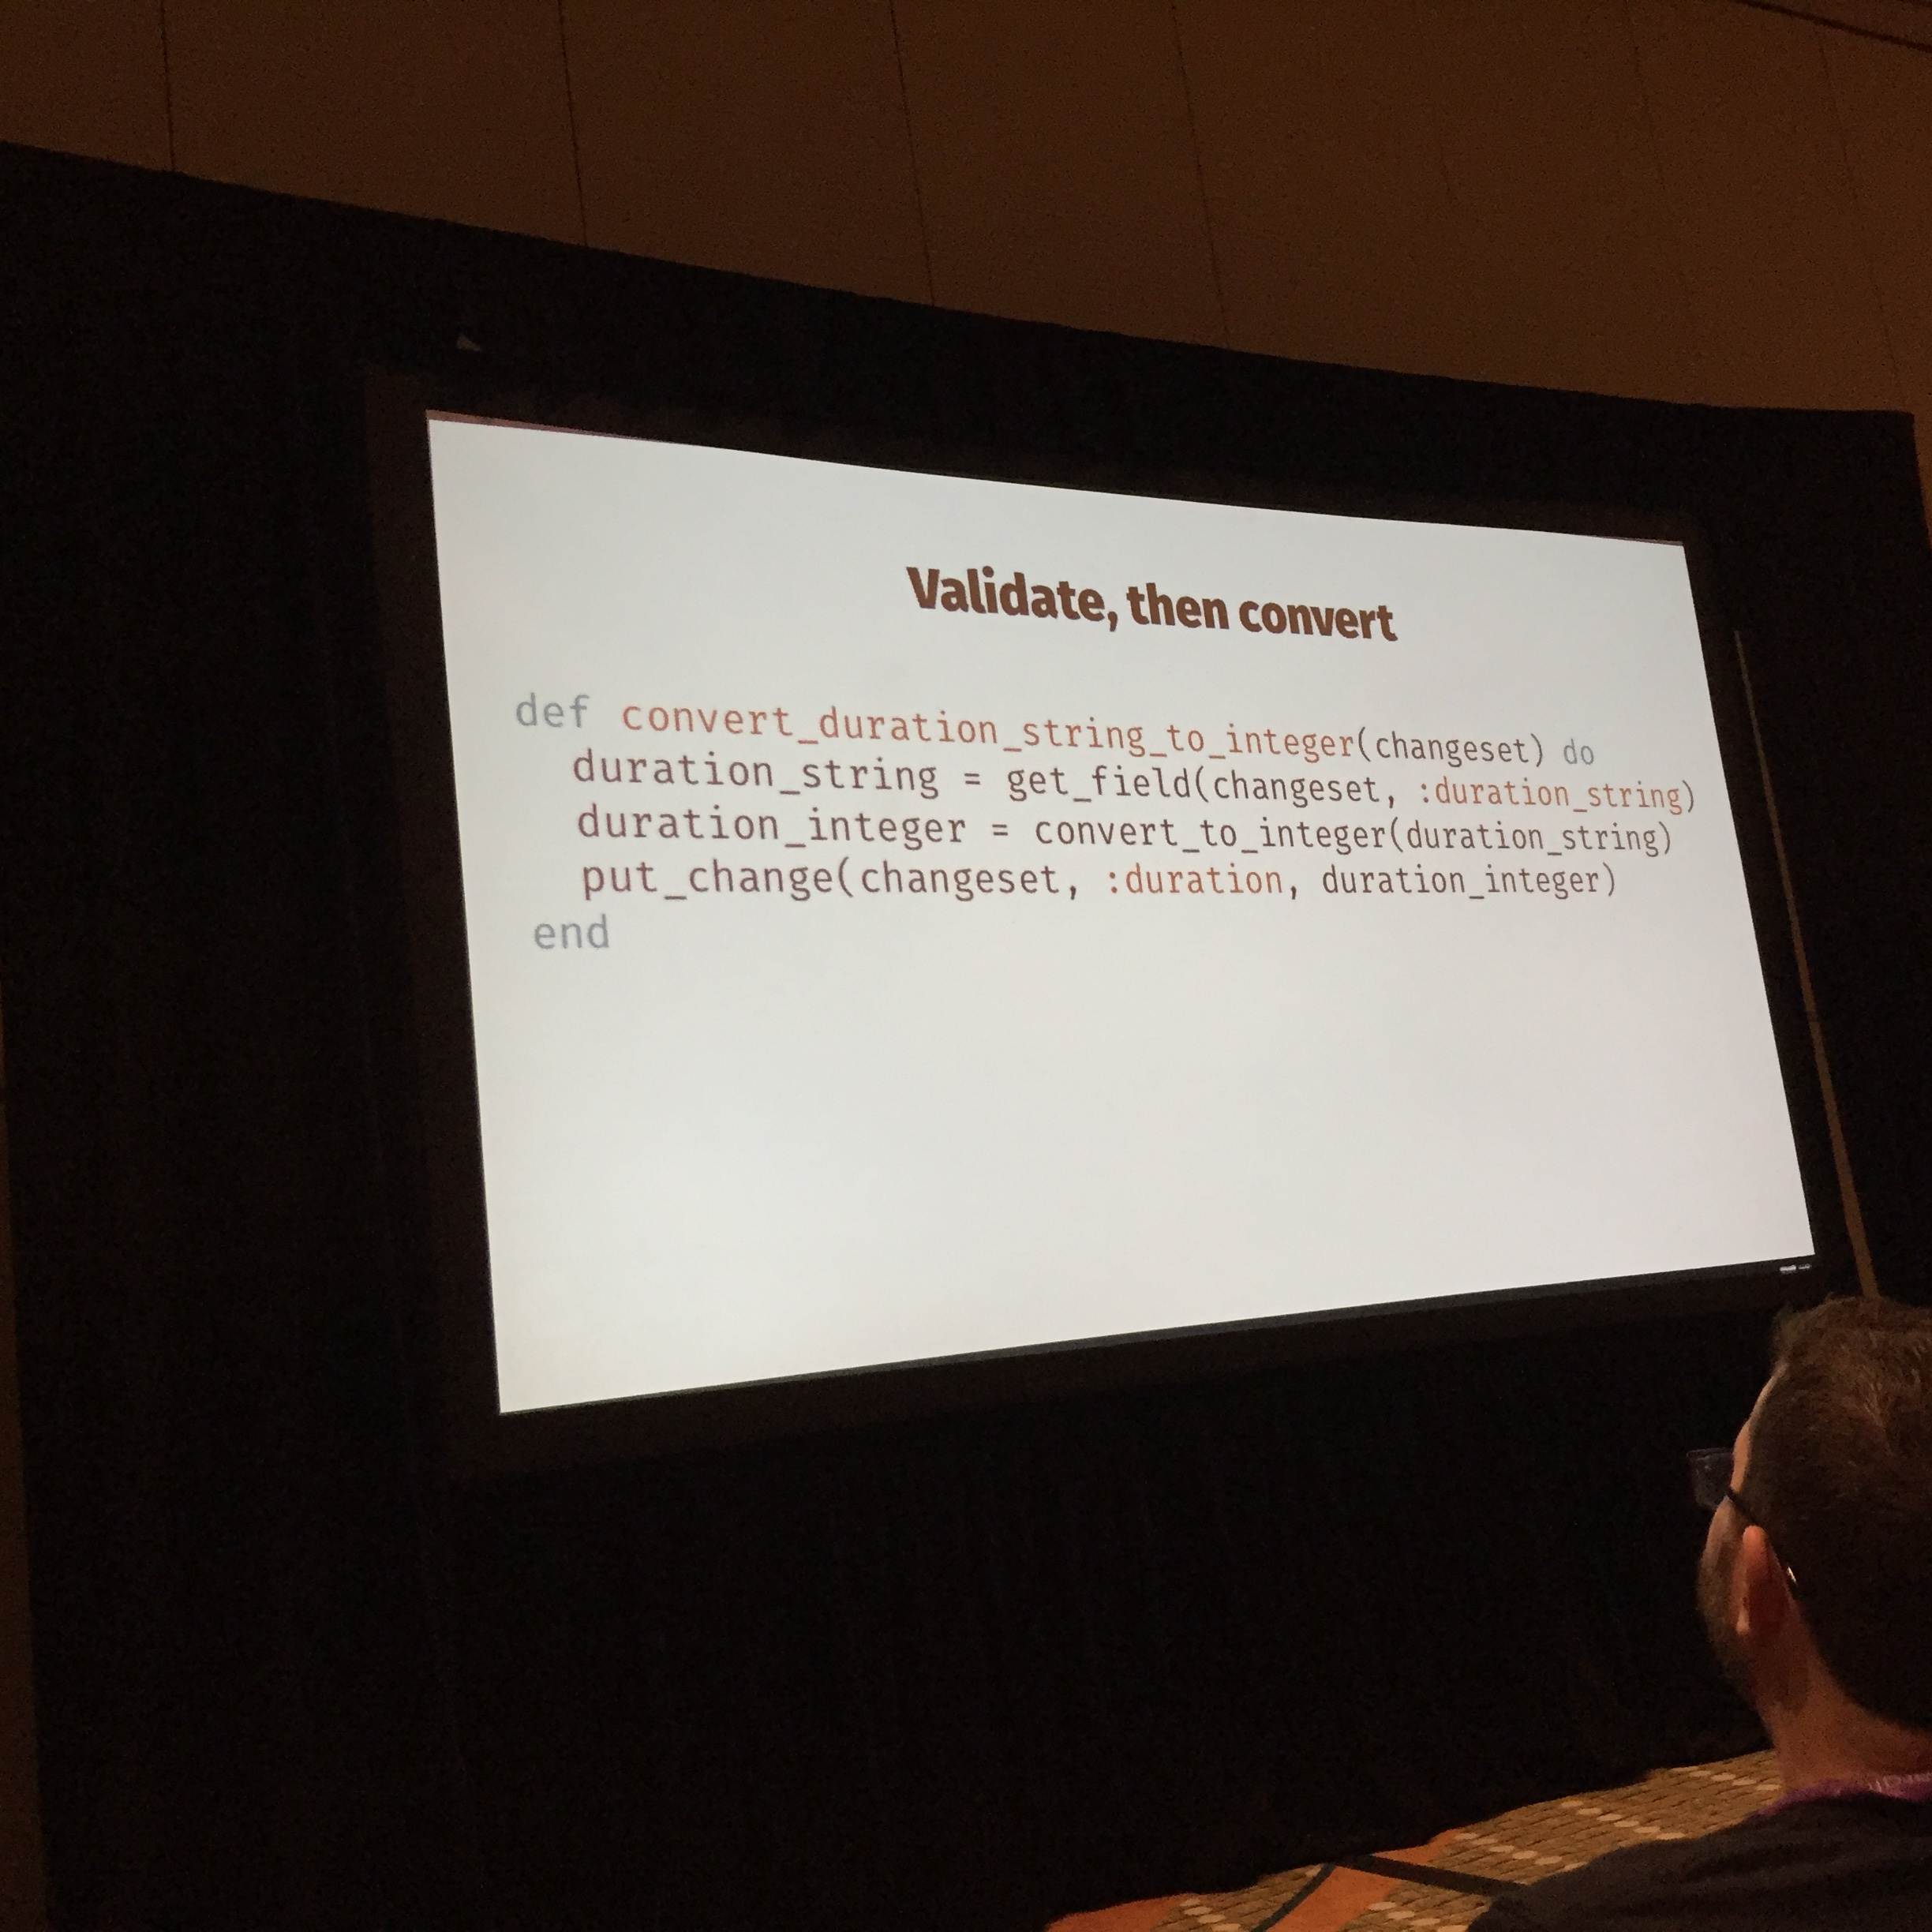 Validate, then convert
def convert_duration_string_to_integer(changeset) do
  duration_string = get_field(changeset, :duration_string)
  duration_integer = convert_to_integer(duration_string)
  put_change(changeset, :duration, duration_integer)
end